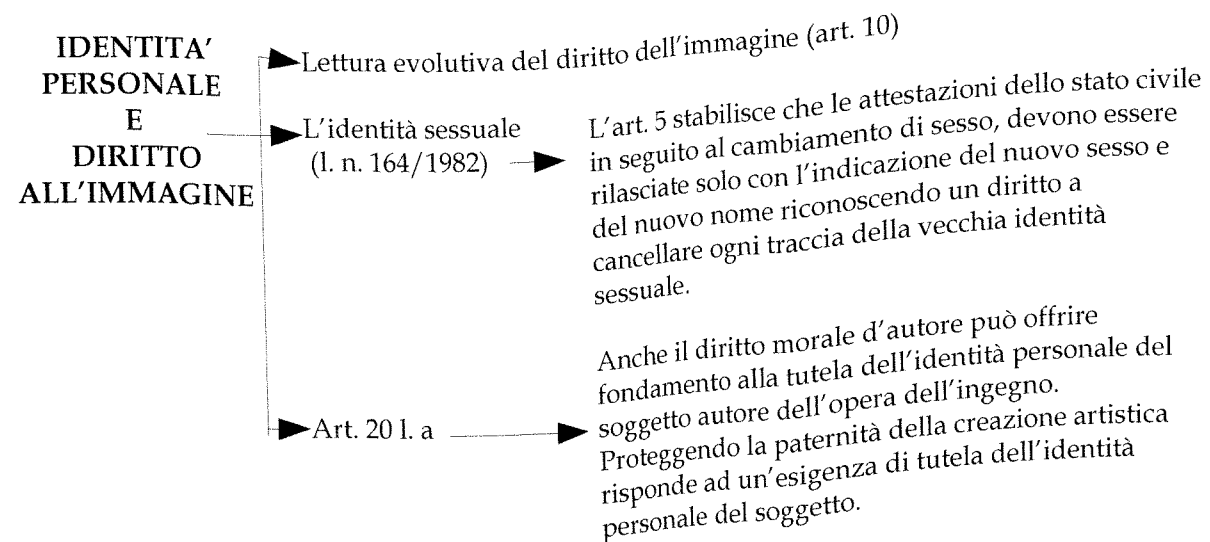 IDENTITA'
PERSONALE
E
DIRITTO
ALL'IMMAGINE
Lettura evolutiva del diritto dell'immagine (art. 10)
L'identità sessuale
(l. n. 164/1982)
L'art. 5 stabilisce che le attestazioni dello stato civile
in seguito al cambiamento di sesso, devono essere
rilasciate solo con l'indicazione del nuovo sesso e
del nuovo nome riconoscendo un diritto a
cancellare ogni traccia della vecchia identità
sessuale.
Art. 20 l. a
Anche il diritto morale d'autore può offrire
fondamento alla tutela dell'identità personale del
soggetto autore dell'opera dell'ingegno.
Proteggendo la paternità della creazione artistica
risponde ad un'esigenza di tutela dell'identità
personale del soggetto.